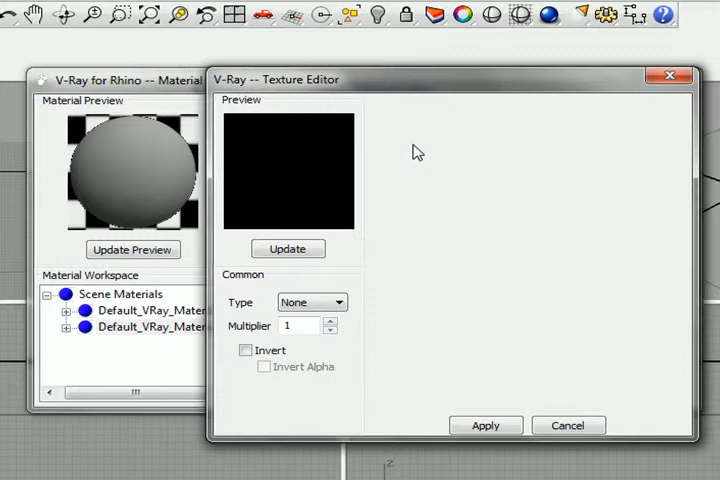 V-Ray for Rhino -- Material
V-Ray -- Texture Editor
Material Preview
Preview
Update Preview
Update
Material Workspace
Common
Scene Materials
Default_VRay_Mater
Default_VRay_Mater
Type
None
Multiplier
1
Invert
Invert Alpha
Apply
Cancel
z